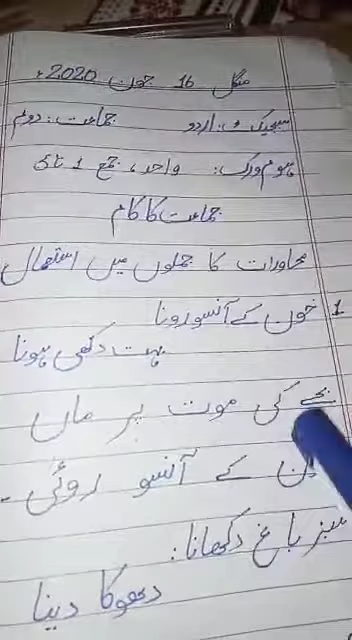 منگل 16 جون 2020ء
سبجیکٹ: اردو جماعت: دوم
ہوم ورک: واحد، جمع 1 تا 5
جماعت کا کام
محاورات کا جملوں میں استعمال
1 خون کے آنسو رونا
بہت دکھی ہونا
بچے کی موت پر ماں
کے آنسو روئی۔
سبز باغ دکھانا:
دھوکا دینا